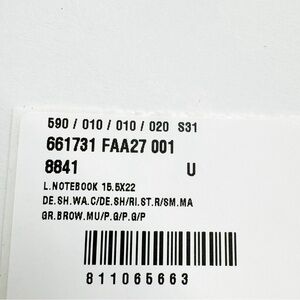 590 / 010 / 010 / 020 S31
661731 FAA27 001
8841 U
L.NOTEBOOK 15.5X22
DE.SH.WA.C/DE.SH/RI.ST.R/SM.MA
GR.BROW.MU/P.G/P.G/P
811065663